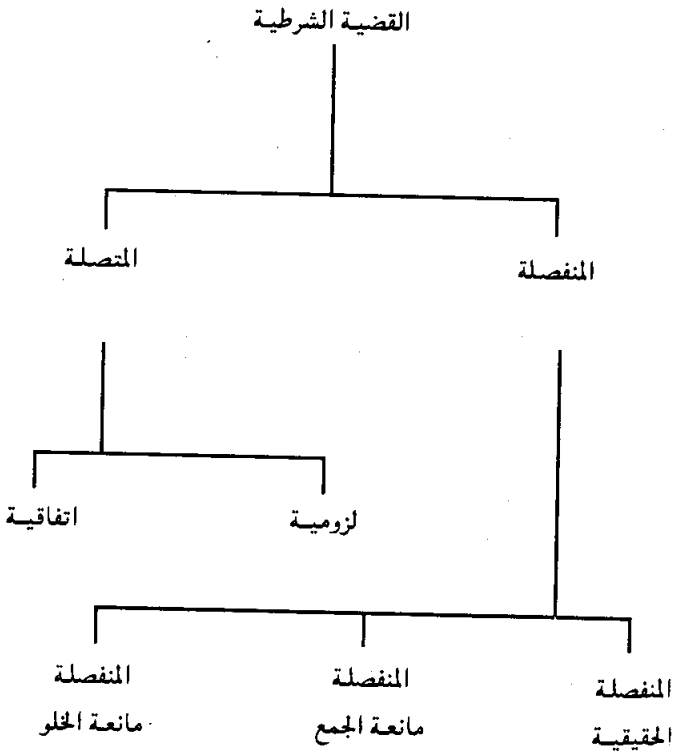 القضية الشرطية
المنفصلة
المتصلة
لزومية
اتفاقية
المنفصلة
الحقيقية
المنفصلة
مانعة الجمع
المنفصلة
مانعة الخلو